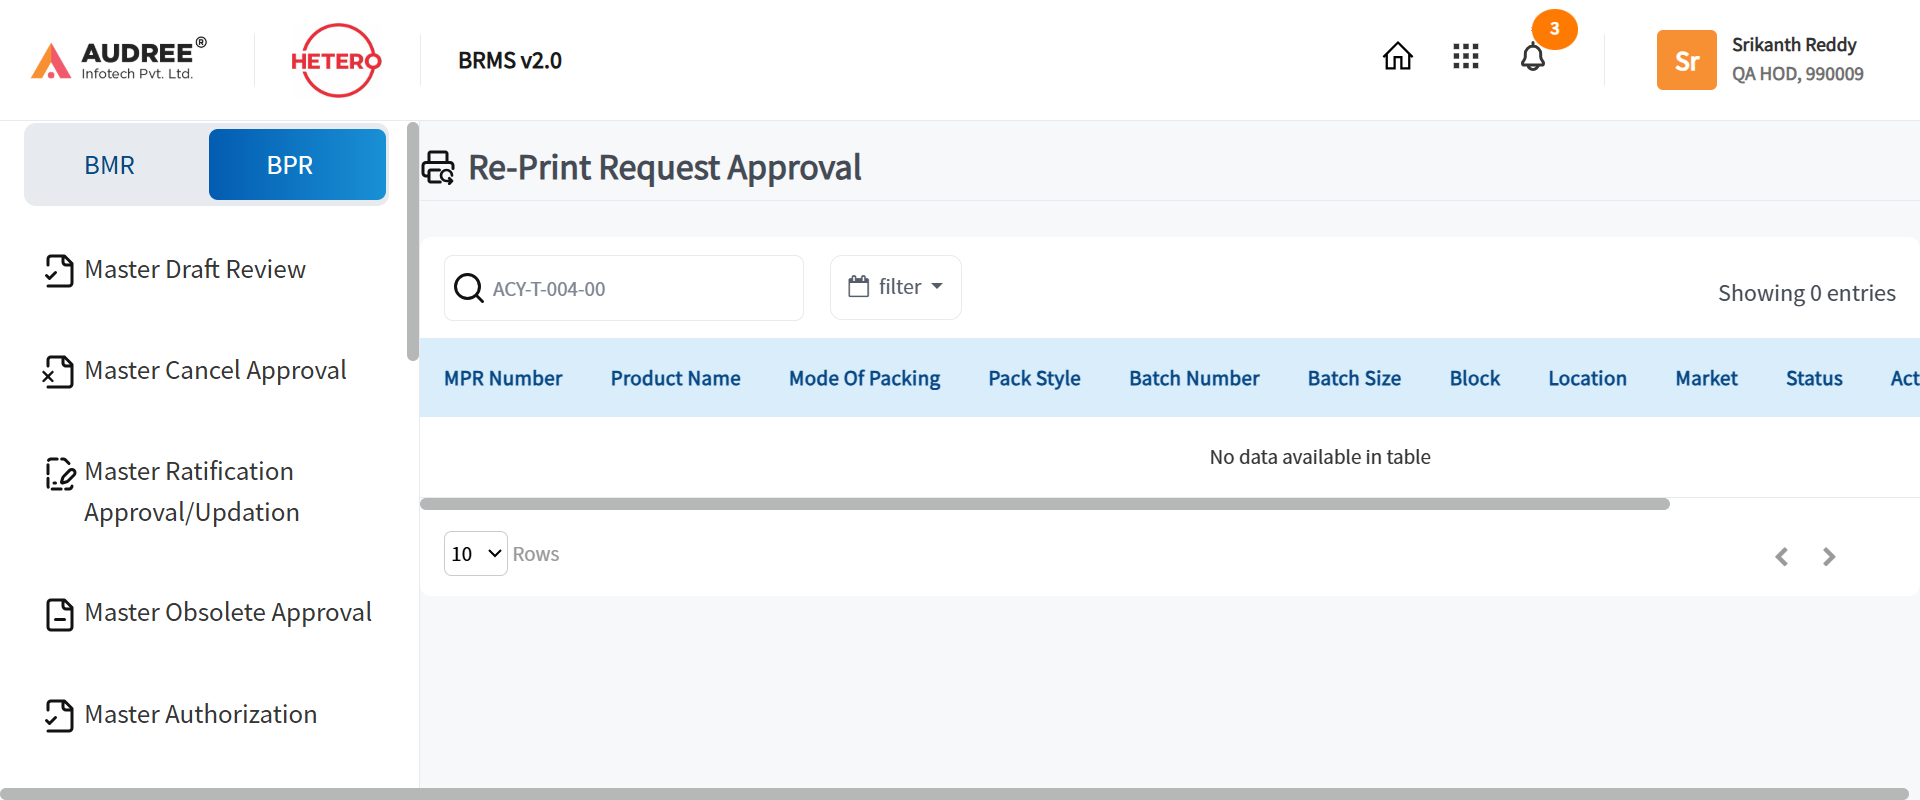 AUDREE®
Infotech Pvt. Ltd.
HETERO
BRMS v2.0
3
Sr
Srikanth Reddy
QA HOD, 990009
BMR
BPR
Master Draft Review
Master Cancel Approval
Master Ratification
Approval/Updation
Master Obsolete Approval
Master Authorization
Re-Print Request Approval
ACY-T-004-00
filter
Showing 0 entries
MPR Number Product Name Mode Of Packing Pack Style Batch Number Batch Size Block Location Market Status Act
No data available in table
10 Rows